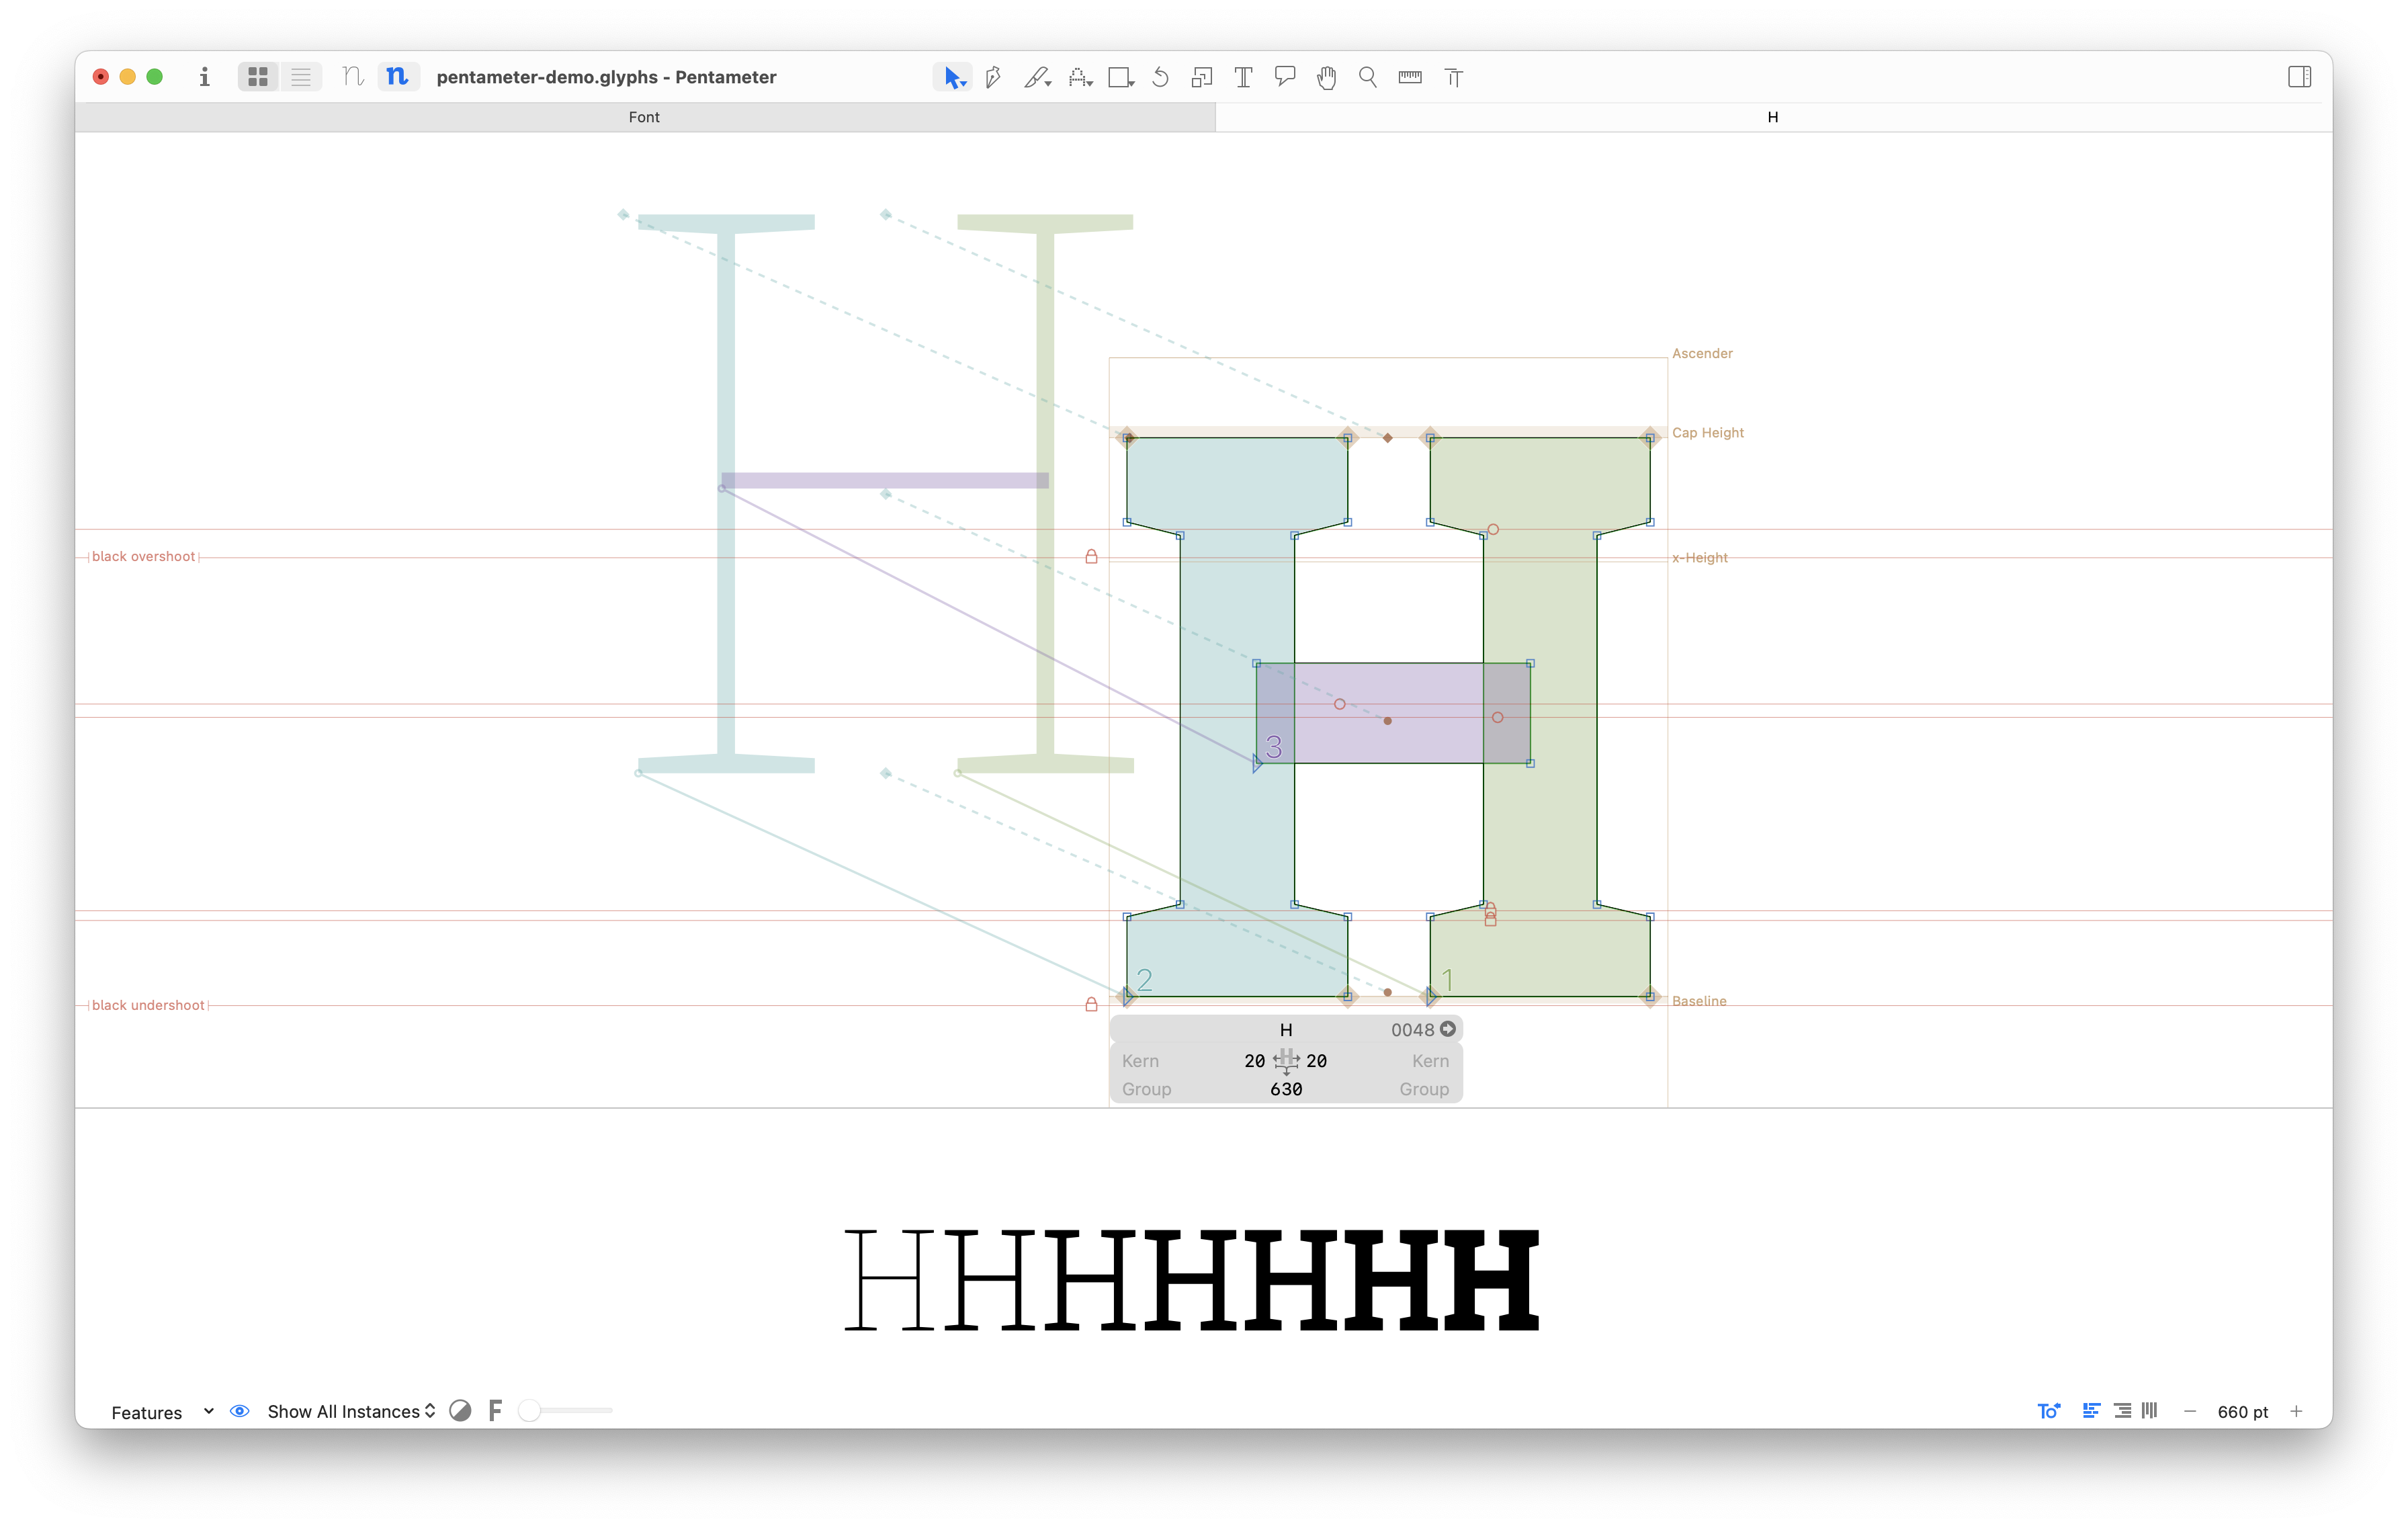 pentameter-demo.glyphs - Pentameter
Font
H
Ascender
Cap Height
black overshoot
x-Height
3
2
1
black undershoot
Baseline
H 0048
Kern 20 H 20 Kern
Group 630 Group
HHHHHHH
Features Show All Instances F 660 pt